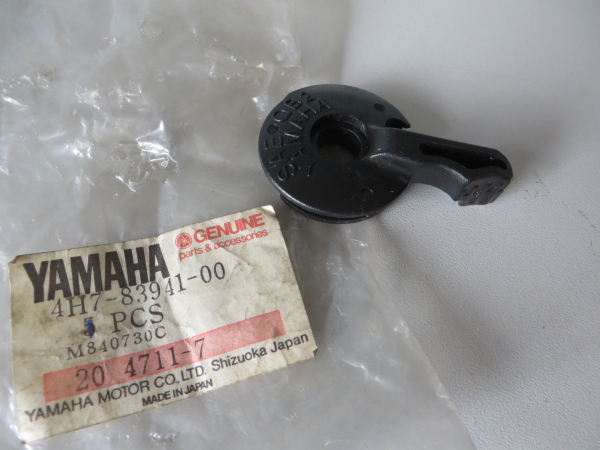 YAMAHA
GENUINE
parts & accessories
4H7-83941-00
PCS
M840730C
20 4711-7
YAMAHA MOTOR CO., LTD. Shizuoka Japan
MADE IN JAPAN
YAMAHA